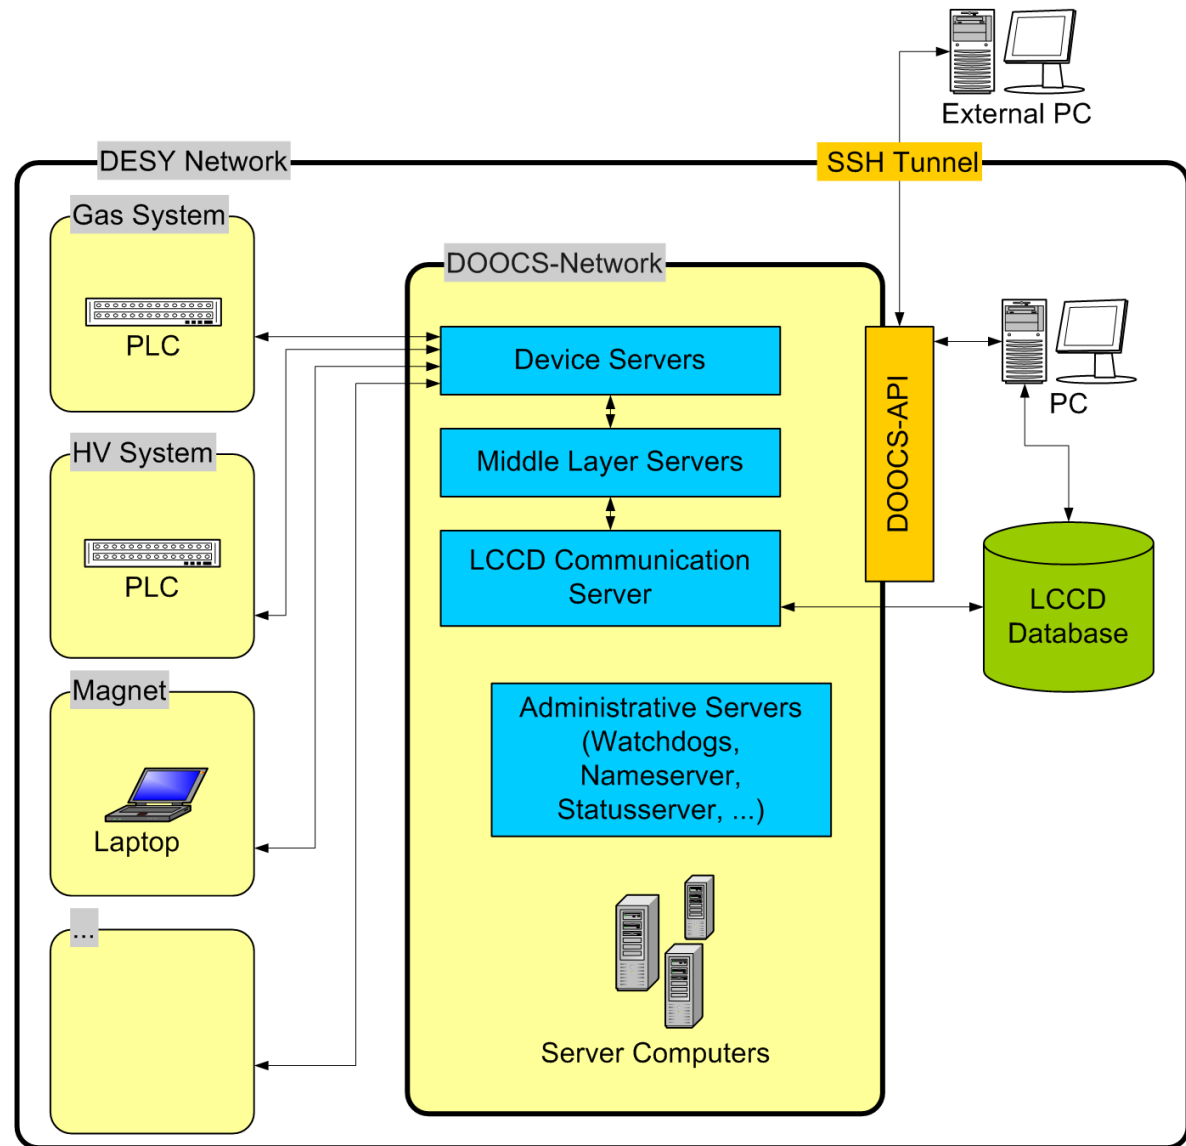 External PC
DESY Network
SSH Tunnel
Gas System
PLC
HV System
PLC
Magnet
Laptop
...
DOOCS-Network
Device Servers
Middle Layer Servers
LCCD Communication
Server
Administrative Servers
(Watchdogs,
Nameserver,
Statusserver, ...)
Server Computers
DOOCS-API
PC
LCCD
Database